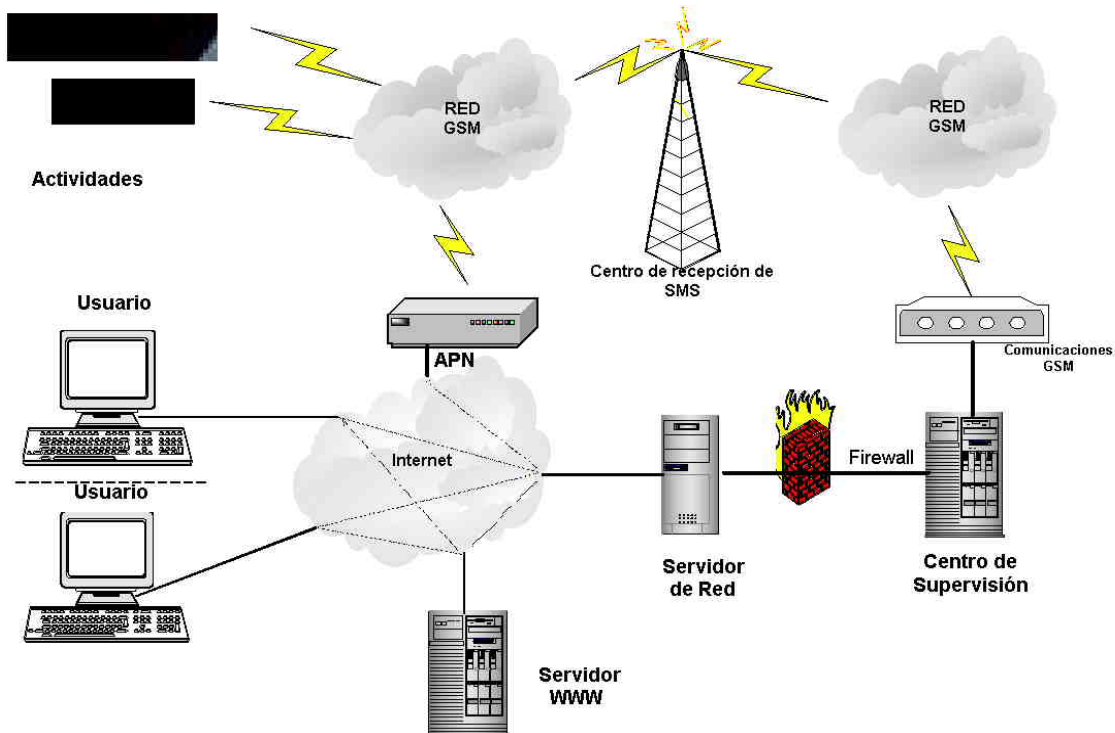 RED
GSM
RED
GSM
Actividades
Centro de recepción de
SMS
Usuario
APN
Comunicaciones
GSM
Internet
Firewall
Usuario
Servidor
de Red
Centro de
Supervisión
Servidor
WWW